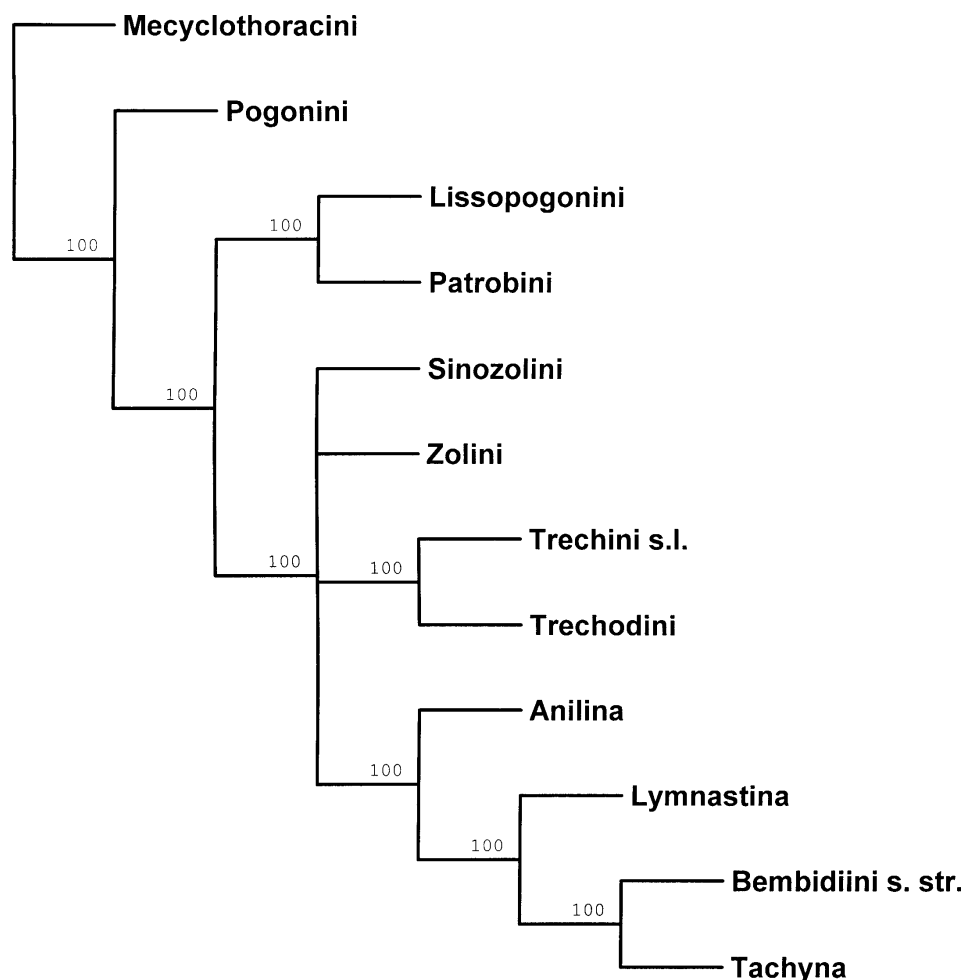 Mecyclothoracini
Pogonini
Lissopogonini
100
100
Patrobini
Sinozolini
100
Zolini
Trechini s.l.
100
100
Trechodini
Anilina
100
Lymnastina
100
Bembidiini s. str.
100
Tachyna